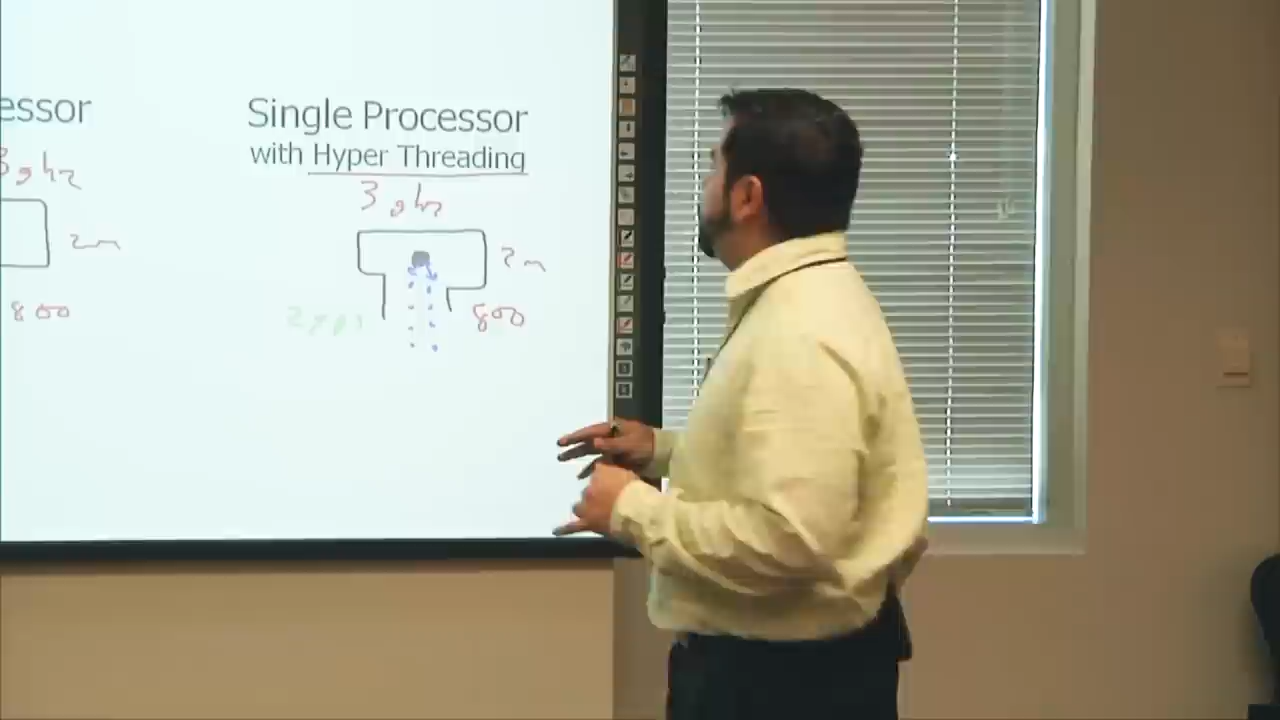 essor
3 ghz
2m
800
Single Processor
with Hyper Threading
3 ghz
2m
800